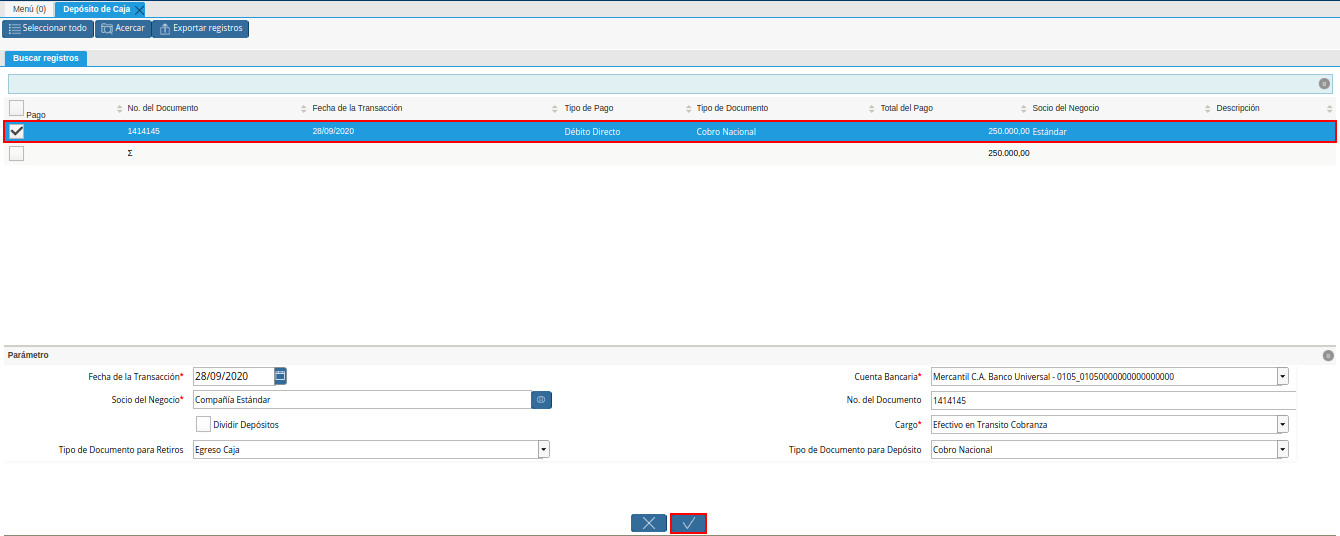 Menú (0) Depósito de Caja
Seleccionar todo Acercar Exportar registros
Buscar registros
Pago No. del Documento Fecha de la Transacción Tipo de Pago Tipo de Documento Total del Pago Socio del Negocio Descripción
1414145 28/09/2020 Débito Directo Cobro Nacional 250.000,00 Estándar
Σ 250.000,00
Parámetro
Fecha de la Transacción* 28/09/2020 Cuenta Bancaria* Mercantil C.A. Banco Universal - 0105_01050000000000000000
Socio del Negocio* Compañía Estándar No. del Documento 1414145
Dividir Depósitos Cargo* Efectivo en Transito Cobranza
Tipo de Documento para Retiros Egreso Caja Tipo de Documento para Depósito Cobro Nacional